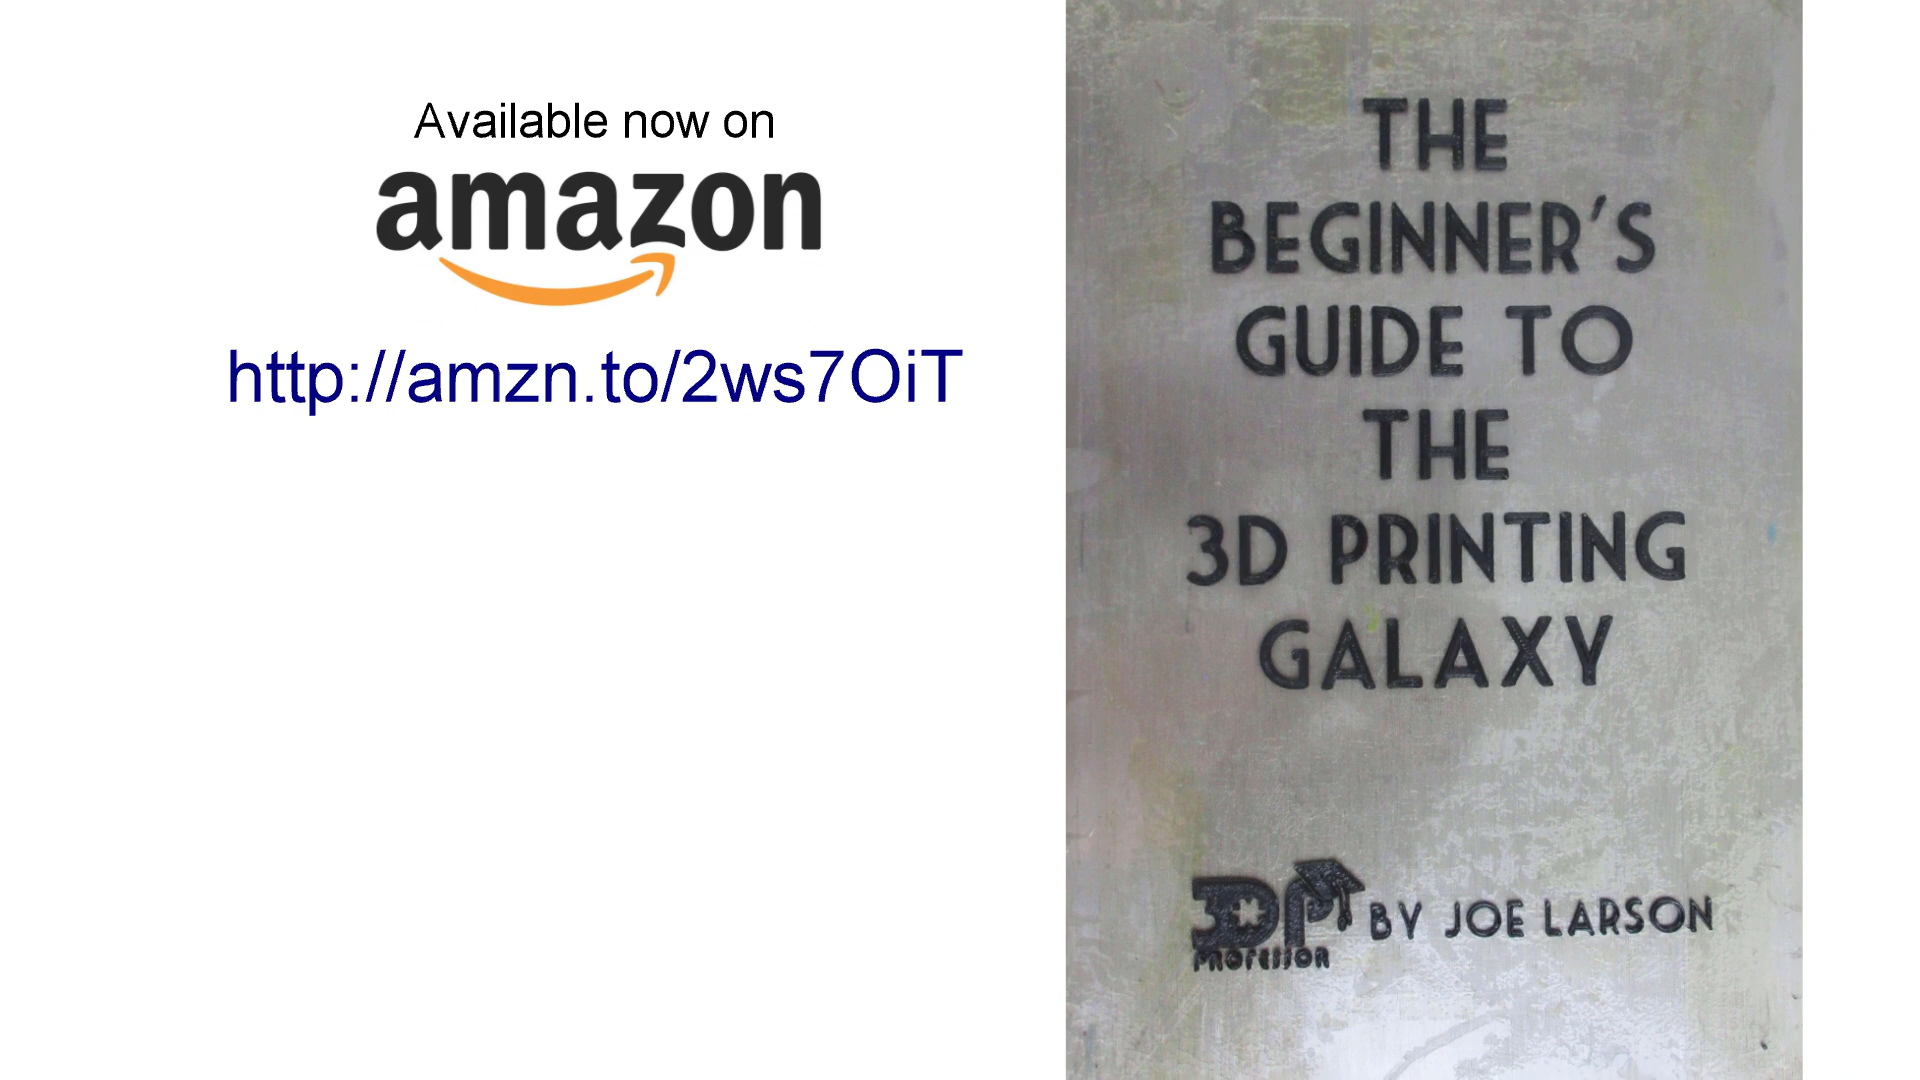 Available now on
amazon
http://amzn.to/2ws7OiT
THE
BEGINNER'S
GUIDE TO
THE
3D PRINTING
GALAXY
3DP
PROFESSOR
BY JOE LARSON